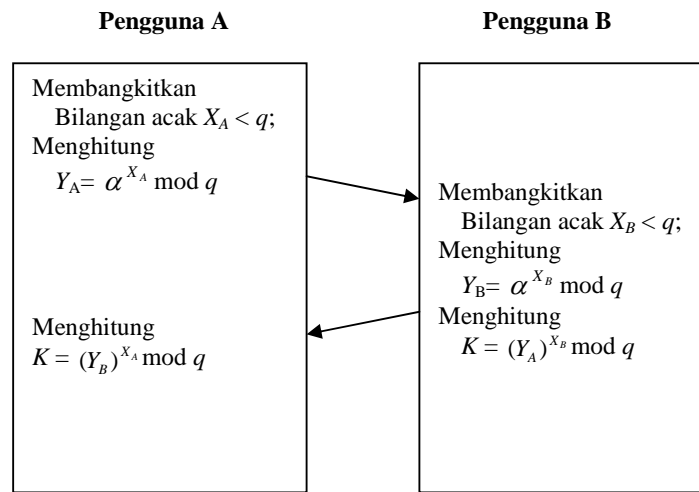 Pengguna A
Pengguna B
Membangkitkan
Bilangan acak X_A < q;
Menghitung
Y_A= α^{X_A} mod q
Menghitung
K = (Y_B)^{X_A} mod q
Membangkitkan
Bilangan acak X_B < q;
Menghitung
Y_B= α^{X_B} mod q
Menghitung
K = (Y_A)^{X_B} mod q